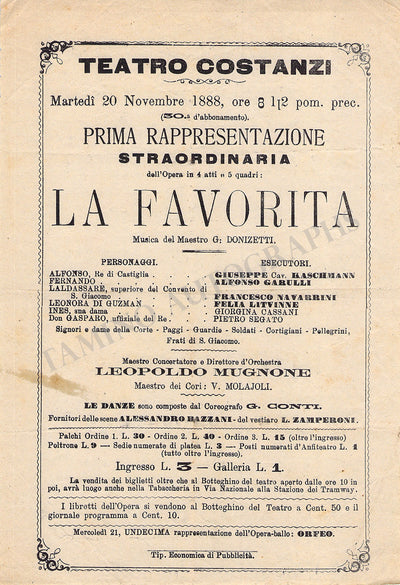 TEATRO COSTANZI
Martedì 20 Novembre 1888, ore 8 1|2 pom. prec.
(30.ª d'abbonamento).
PRIMA RAPPRESENTAZIONE
STRAORDINARIA
dell'Opera in 4 atti e 5 quadri:
LA FAVORITA
Musica del Maestro G. DONIZETTI.
PERSONAGGI. ESECUTORI.
ALFONSO, Re di Castiglia . . . GIUSEPPE Cav. KASCHMANN
FERNANDO . . . ALFONSO GARULLI
LALDASSARE, superiore del Convento di
S. Giacomo . . . FRANCESCO NAVARRINI
LEONORA DI GUZMAN . . . FELIA LITVINNE
INES, sua dama . . . GIORGINA CASSANI
Don GASPARO, uffiziale del Re . . PIETRO SEGATO
Signori e dame della Corte - Paggi - Guardie - Soldati - Cortigiani - Pellegrini,
Frati di S. Giacomo.
Maestro Concertatore e Direttore d'Orchestra
LEOPOLDO MUGNONE
Maestro dei Cori: V. MOLAJOLI.
LE DANZE sono composte dal Coreografo G. CONTI.
Fornitori delle scene ALESSANDRO BAZZANI - del vestiario L. ZAMPERONI.
Palchi Ordine 1. L. 30 - Ordine 2. L. 40 - Ordine 3. L. 15 (oltre l'ingresso)
Poltrone L. 9 — Sedie numerate di platea L. 3 — Posti numerati d'Anfiteatro L. 1
(tutto oltre l'ingresso).
Ingresso L. 3 — Galleria L. 1.
La vendita dei biglietti oltre che al Botteghino del teatro aperto dalle ore 10 in
poi, avrà luogo anche nella Tabaccheria in Via Nazionale alla Stazione dei Tramway.
I libretti dell'Opera si vendono al Botteghino del Teatro a Cent. 50 e il
giornale programma a Cent. 10.
Mercoledì 21, UNDECIMA rappresentazione dell'Opera-ballo: ORFEO.
Tip. Economica di Pubblicità.
TAMINO AUTOGRAPHS